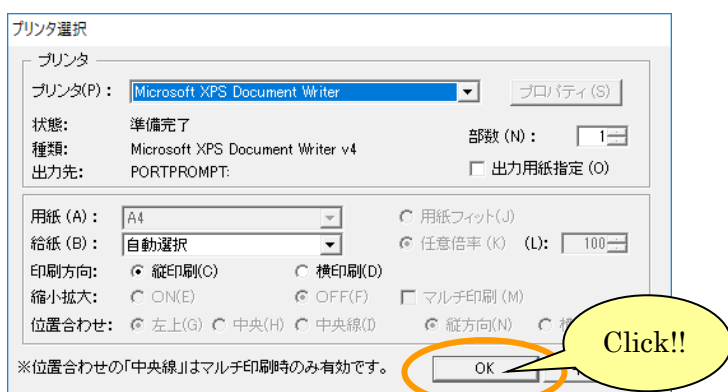 プリンタ選択
プリンタ
プリンタ(P): Microsoft XPS Document Writer プロパティ(S)
状態: 準備完了 部数(N): 1
種類: Microsoft XPS Document Writer v4
出力先: PORTPROMPT: 出力用紙指定(O)
用紙(A): A4 用紙フィット(J)
給紙(B): 自動選択 任意倍率(K) (L): 100
印刷方向: 縦印刷(C) 横印刷(D)
縮小拡大: ON(E) OFF(F) マルチ印刷(M)
位置合わせ: 左上(G) 中央(H) 中央線(I) 縦方向(N)
Click!!
※位置合わせの「中央線」はマルチ印刷時のみ有効です。 OK